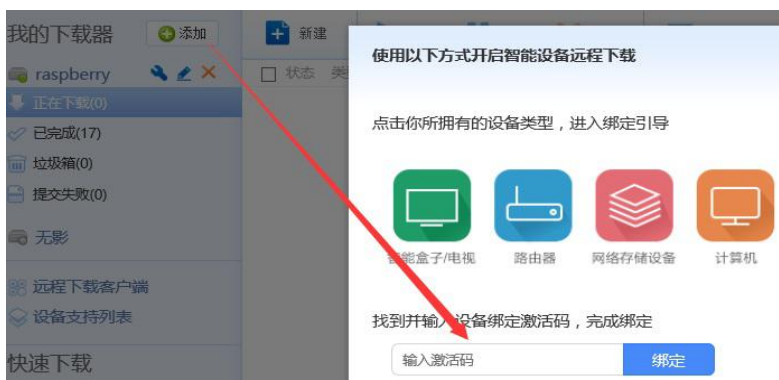 我的下载器
添加
raspberry
正在下载(0)
已完成(17)
垃圾箱(0)
提交失败(0)
无影
远程下载客户端
设备支持列表
快速下载
新建
状态
使用以下方式开启智能设备远程下载
点击你所拥有的设备类型，进入绑定引导
智能盒子/电视
路由器
网络存储设备
计算机
找到并输入设备绑定激活码，完成绑定
输入激活码
绑定